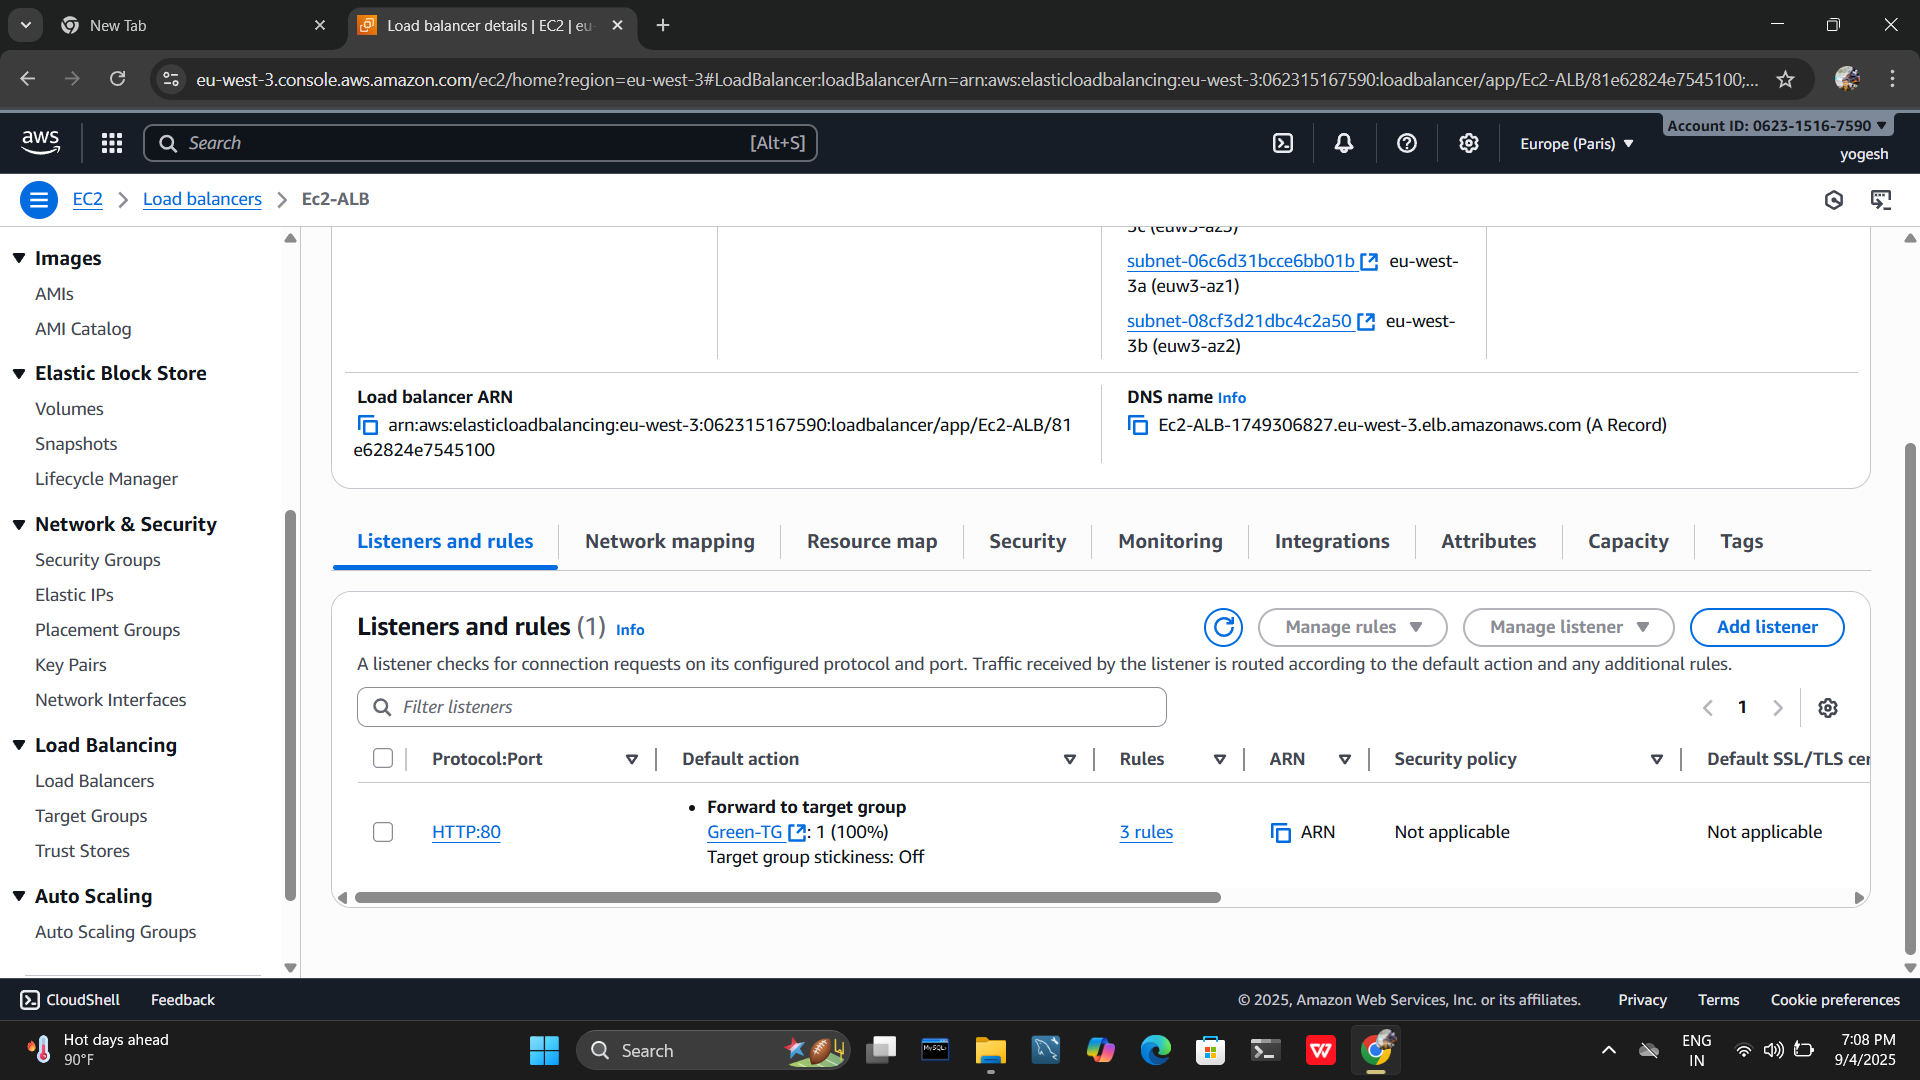 New Tab
Load balancer details | EC2 | eu-
eu-west-3.console.aws.amazon.com/ec2/home?region=eu-west-3#LoadBalancer:loadBalancerArn=arn:aws:elasticloadbalancing:eu-west-3:062315167590:loadbalancer/app/Ec2-ALB/81e62824e7545100;...
aws
Search
[Alt+S]
Europe (Paris)
Account ID: 0623-1516-7590
yogesh
EC2
Load balancers
Ec2-ALB
Images
AMIs
AMI Catalog
Elastic Block Store
Volumes
Snapshots
Lifecycle Manager
Network & Security
Security Groups
Elastic IPs
Placement Groups
Key Pairs
Network Interfaces
Load Balancing
Load Balancers
Target Groups
Trust Stores
Auto Scaling
Auto Scaling Groups
3c (euw3-az3)
subnet-06c6d31bcce6bb01b eu-west-
3a (euw3-az1)
subnet-08cf3d21dbc4c2a50 eu-west-
3b (euw3-az2)
Load balancer ARN
arn:aws:elasticloadbalancing:eu-west-3:062315167590:loadbalancer/app/Ec2-ALB/81
e62824e7545100
DNS name Info
Ec2-ALB-1749306827.eu-west-3.elb.amazonaws.com (A Record)
Listeners and rules
Network mapping
Resource map
Security
Monitoring
Integrations
Attributes
Capacity
Tags
Listeners and rules (1) Info
Manage rules
Manage listener
Add listener
A listener checks for connection requests on its configured protocol and port. Traffic received by the listener is routed according to the default action and any additional rules.
Filter listeners
1
Protocol:Port
Default action
Rules
ARN
Security policy
Default SSL/TLS cer
HTTP:80
• Forward to target group
Green-TG : 1 (100%)
Target group stickiness: Off
3 rules
ARN
Not applicable
Not applicable
CloudShell
Feedback
© 2025, Amazon Web Services, Inc. or its affiliates.
Privacy
Terms
Cookie preferences
Hot days ahead
90°F
Search
MySQL
W
ENG
IN
7:08 PM
9/4/2025